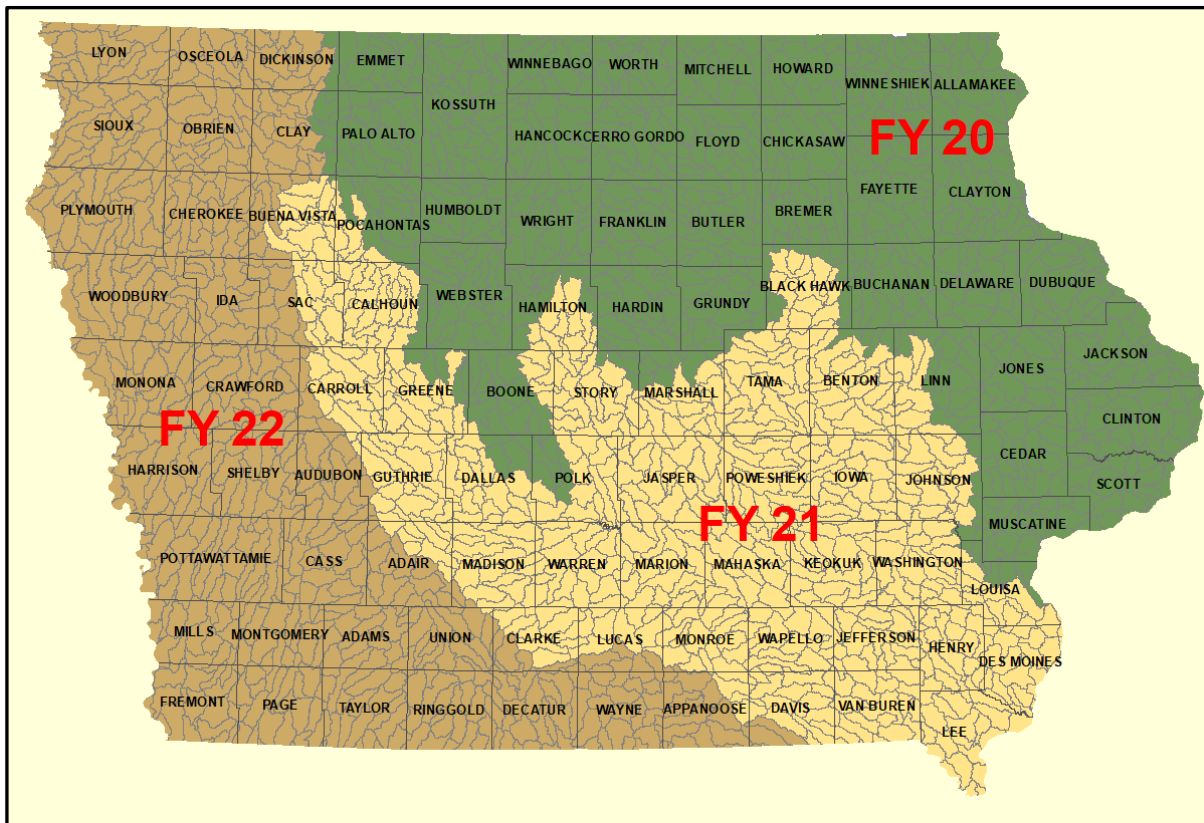 LYON
OSCEOLA
DICKINSON
EMMET
WINNEBAGO
WORTH
MITCHELL
HOWARD
WINNESHIEK
ALLAMAKEE
KOSSUTH
SIOUX
OBRIEN
CLAY
PALO ALTO
HANCOCK
CERRO GORDO
FLOYD
CHICKASAW
FY 20
FAYETTE
CLAYTON
PLYMOUTH
CHEROKEE
BUENA VISTA
POCAHONTAS
HUMBOLDT
WRIGHT
FRANKLIN
BUTLER
BREMER
WOODBURY
IDA
SAC
CALHOUN
WEBSTER
HAMILTON
HARDIN
GRUNDY
BLACK HAWK
BUCHANAN
DELAWARE
DUBUQUE
MONONA
CRAWFORD
CARROLL
GREENE
BOONE
STORY
MARSHALL
TAMA
BENTON
LINN
JONES
JACKSON
FY 22
CLINTON
HARRISON
SHELBY
AUDUBON
GUTHRIE
DALLAS
POLK
JASPER
POWESHIEK
IOWA
JOHNSON
CEDAR
SCOTT
FY 21
MUSCATINE
POTTAWATTAMIE
CASS
ADAIR
MADISON
WARREN
MARION
MAHASKA
KEOKUK
WASHINGTON
LOUISA
MILLS
MONTGOMERY
ADAMS
UNION
CLARKE
LUCAS
MONROE
WAPELLO
JEFFERSON
HENRY
DES MOINES
FREMONT
PAGE
TAYLOR
RINGGOLD
DECATUR
WAYNE
APPANOOSE
DAVIS
VAN BUREN
LEE